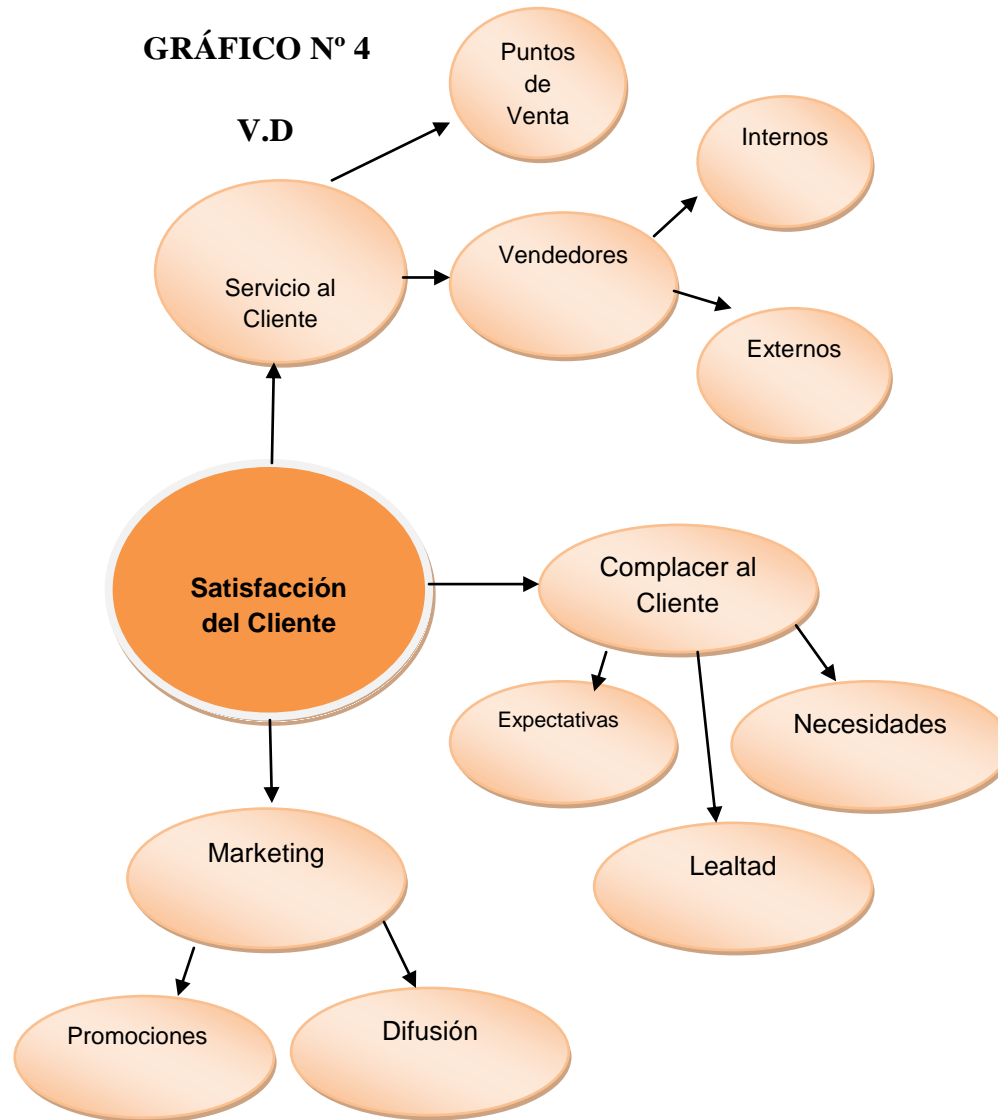 GRÁFICO Nº 4
V.D
Puntos
de
Venta
Internos
Vendedores
Servicio al
Cliente
Externos
Satisfacción
del Cliente
Complacer al
Cliente
Expectativas
Necesidades
Lealtad
Marketing
Promociones
Difusión